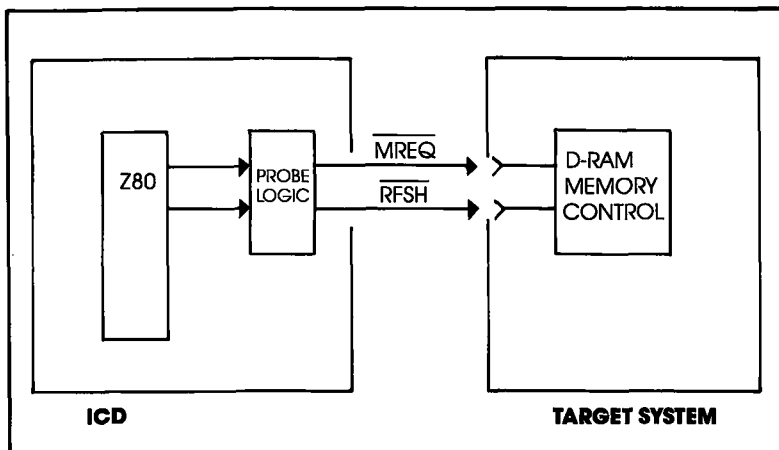 Z80
PROBE
LOGIC
MREQ
RFSH
D-RAM
MEMORY
CONTROL
ICD
TARGET SYSTEM